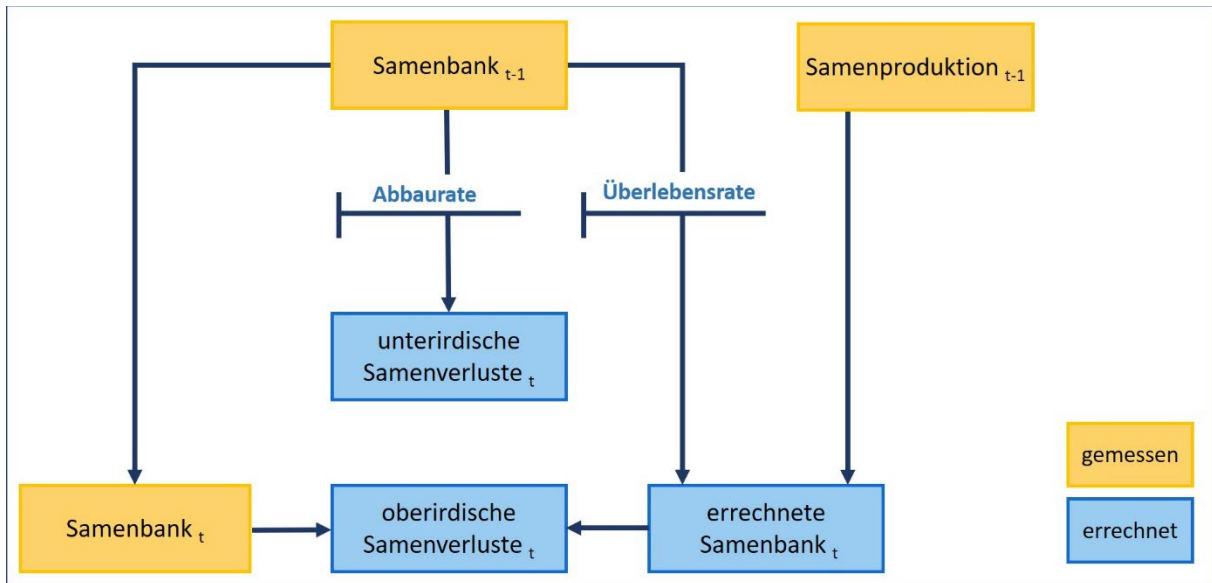 Samenbank t-1
Samenproduktion t-1
Abbaurate
Überlebensrate
unterirdische
Samenverluste t
gemessen
Samenbank t
oberirdische
Samenverluste t
errechnete
Samenbank t
errechnet